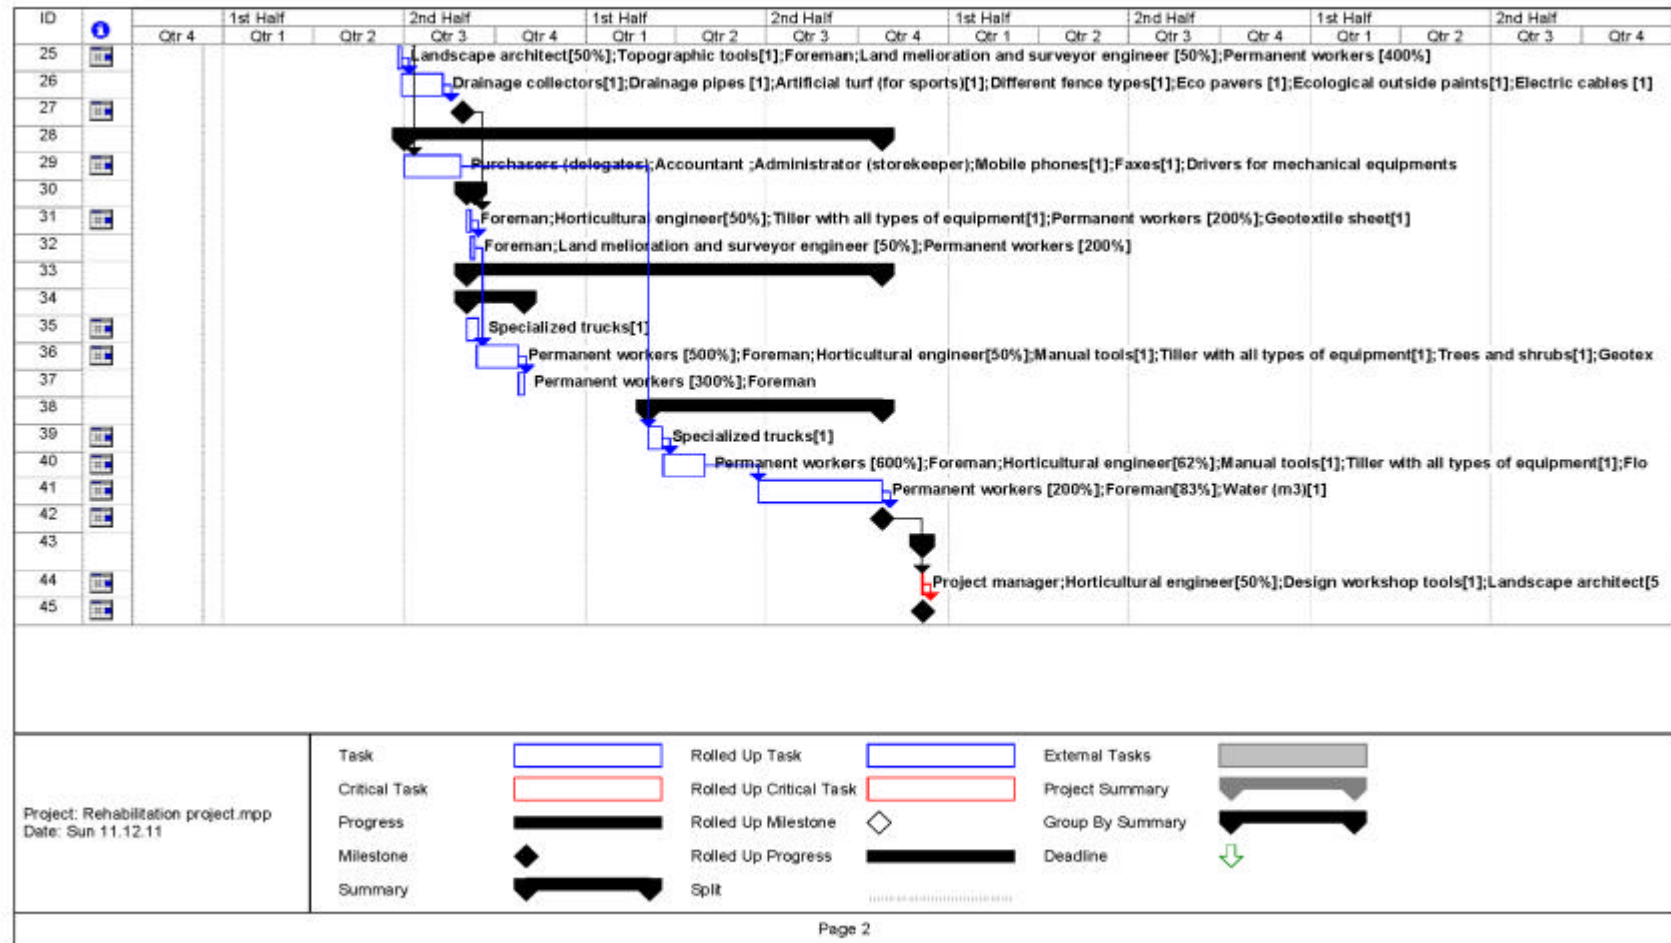 ID 1st Half 2nd Half 1st Half 2nd Half 1st Half 2nd Half 1st Half 2nd Half
Qtr 4 Qtr 1 Qtr 2 Qtr 3 Qtr 4 Qtr 1 Qtr 2 Qtr 3 Qtr 4 Qtr 1 Qtr 2 Qtr 3 Qtr 4 Qtr 1 Qtr 2 Qtr 3 Qtr 4
25 Landscape architect[50%];Topographic tools[1];Foreman;Land melioration and surveyor engineer [50%];Permanent workers [400%]
26 Drainage collectors[1];Drainage pipes [1];Artificial turf (for sports)[1];Different fence types[1];Eco pavers [1];Ecological outside paints[1];Electric cables [1]
27
28
29 Purchasers (delegates);Accountant ;Administrator (storekeeper);Mobile phones[1];Faxes[1];Drivers for mechanical equipments
30
31 Foreman;Horticultural engineer[50%];Tiller with all types of equipment[1];Permanent workers [200%];Geotextile sheet[1]
32 Foreman;Land melioration and surveyor engineer [50%];Permanent workers [200%]
33
34
35 Specialized trucks[1]
36 Permanent workers [500%];Foreman;Horticultural engineer[50%];Manual tools[1];Tiller with all types of equipment[1];Trees and shrubs[1];Geotex
37 Permanent workers [300%];Foreman
38
39 Specialized trucks[1]
40 Permanent workers [600%];Foreman;Horticultural engineer[62%];Manual tools[1];Tiller with all types of equipment[1];Flo
41 Permanent workers [200%];Foreman[83%];Water (m3)[1]
42
43
44 Project manager;Horticultural engineer[50%];Design workshop tools[1];Landscape architect[5
45
Project: Rehabilitation project.mpp
Date: Sun 11.12.11
Task Rolled Up Task External Tasks
Critical Task Rolled Up Critical Task Project Summary
Progress Rolled Up Milestone Group By Summary
Milestone Rolled Up Progress Deadline
Summary Split
Page 2